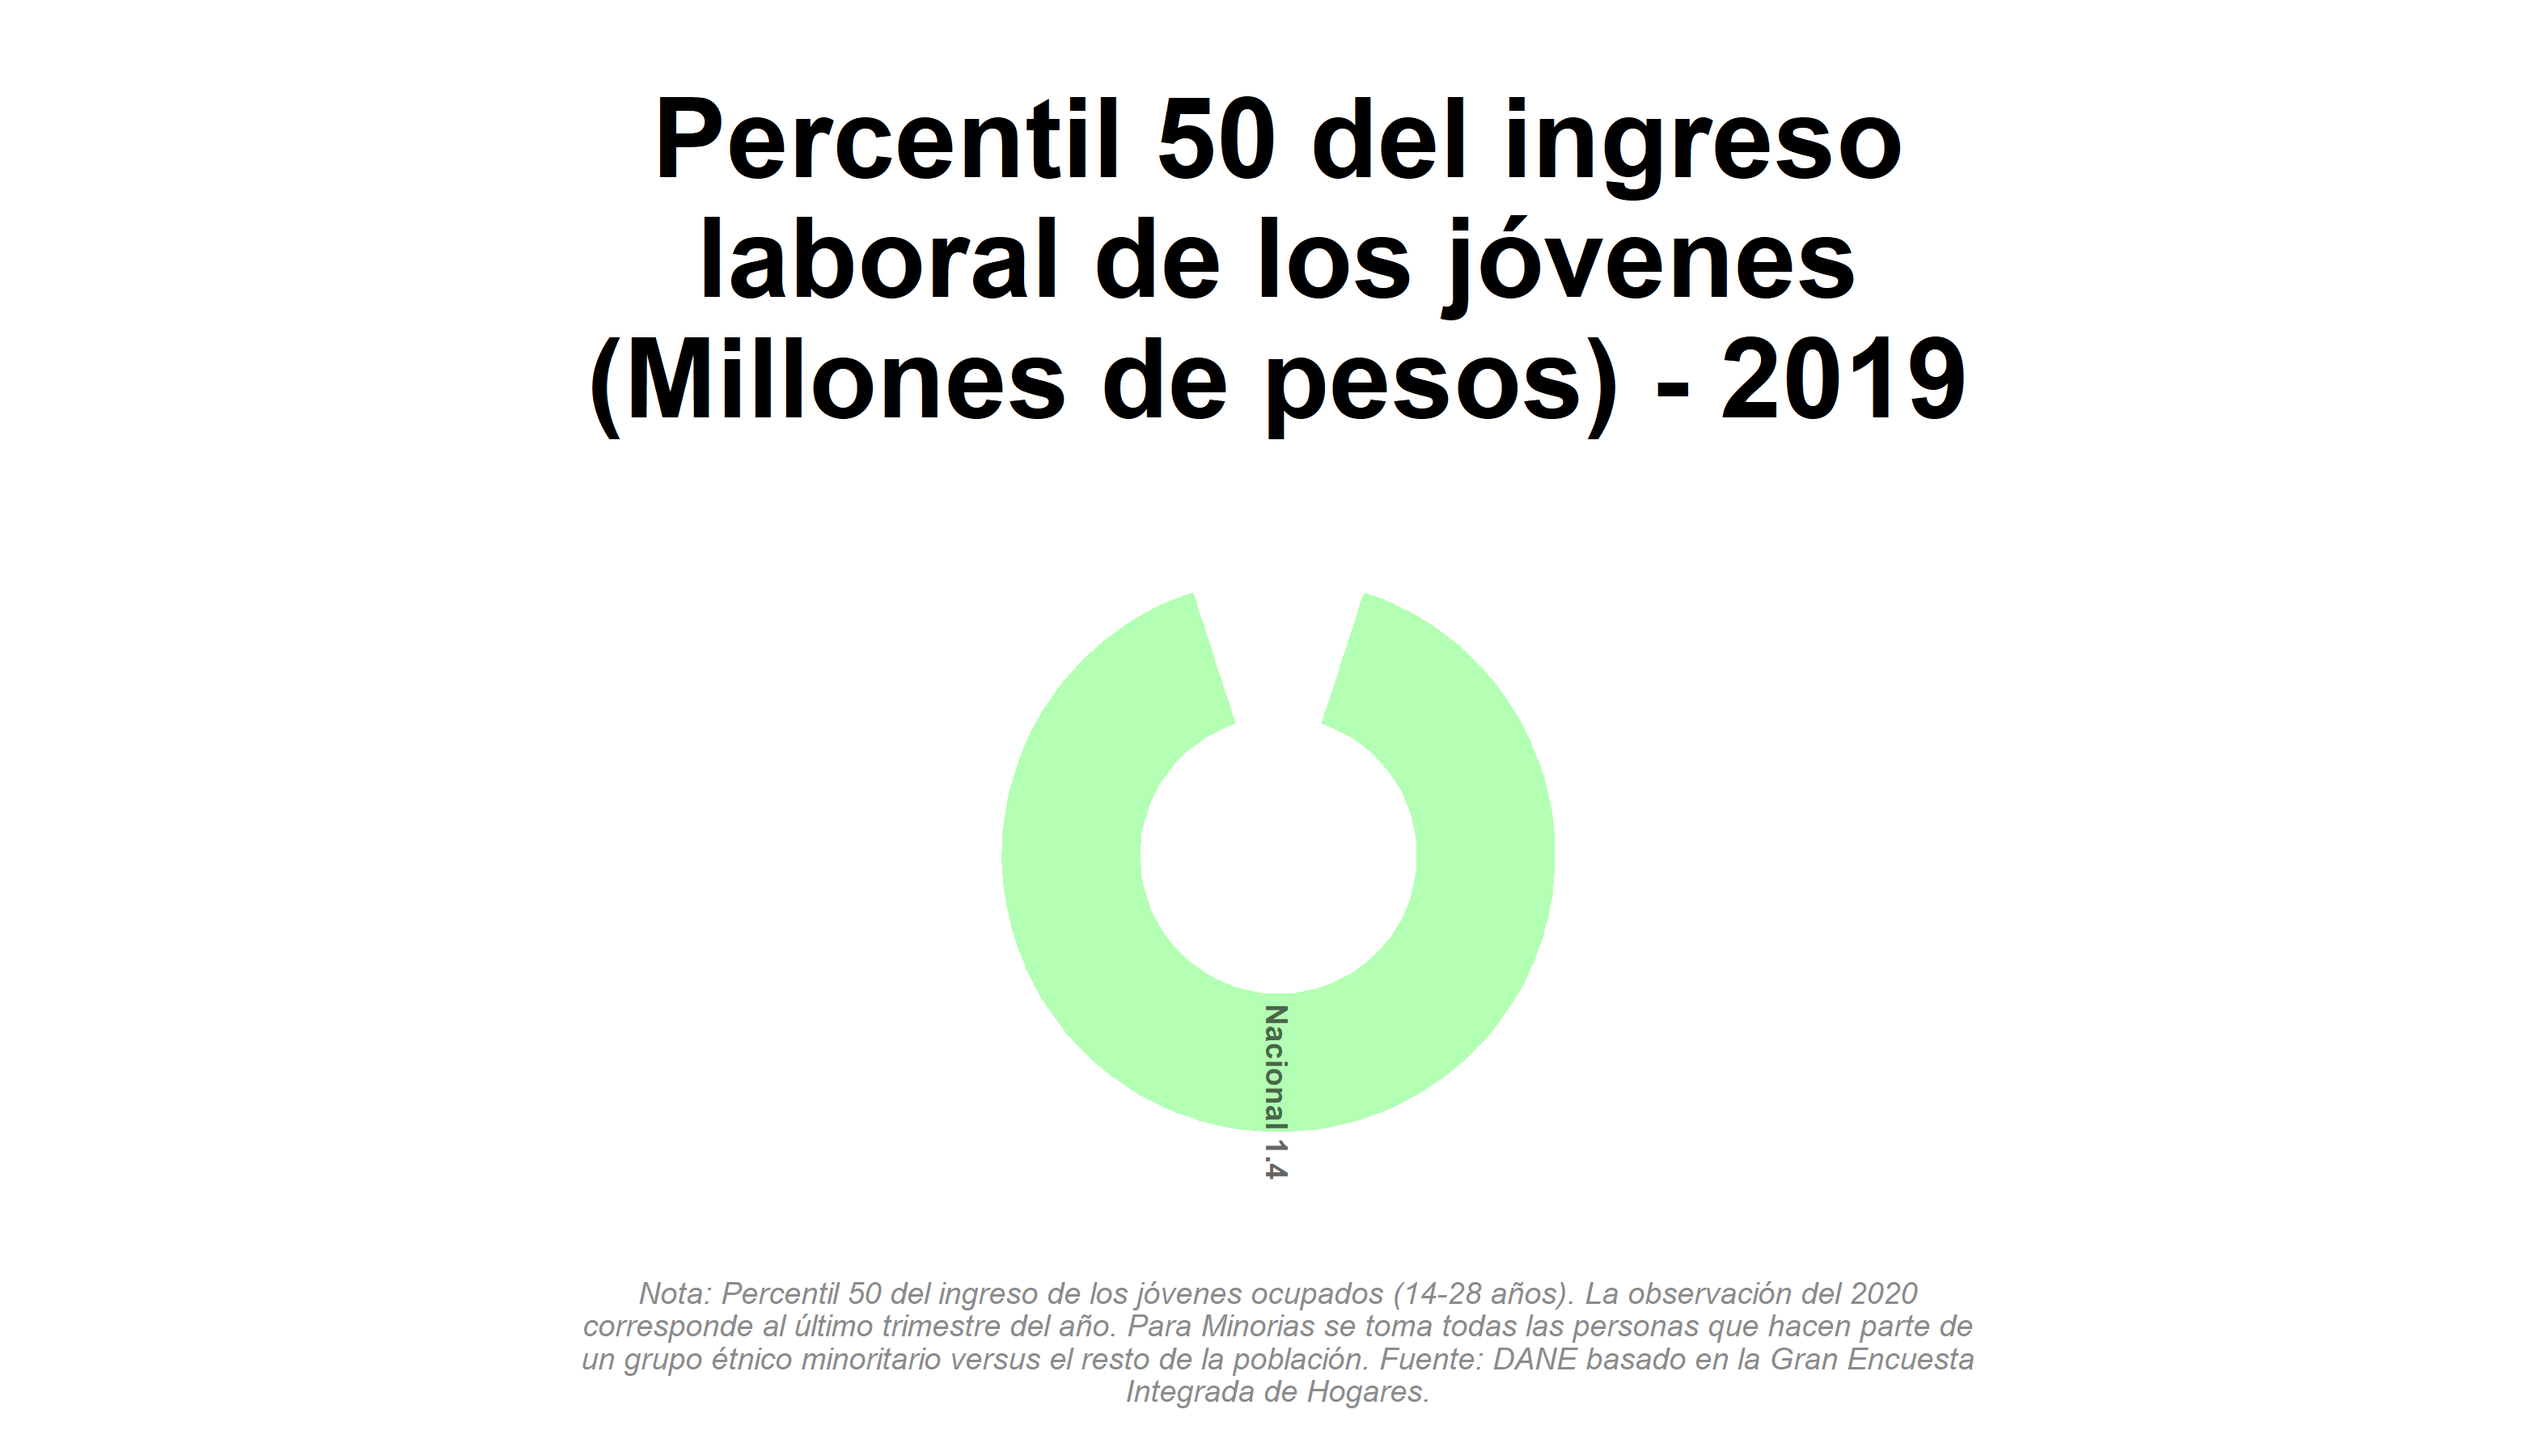 Percentil 50 del ingreso
laboral de los jóvenes
(Millones de pesos) - 2019
Nacional 1.4
Nota: Percentil 50 del ingreso de los jóvenes ocupados (14-28 años). La observación del 2020
corresponde al último trimestre del año. Para Minorias se toma todas las personas que hacen parte de
un grupo étnico minoritario versus el resto de la población. Fuente: DANE basado en la Gran Encuesta
Integrada de Hogares.